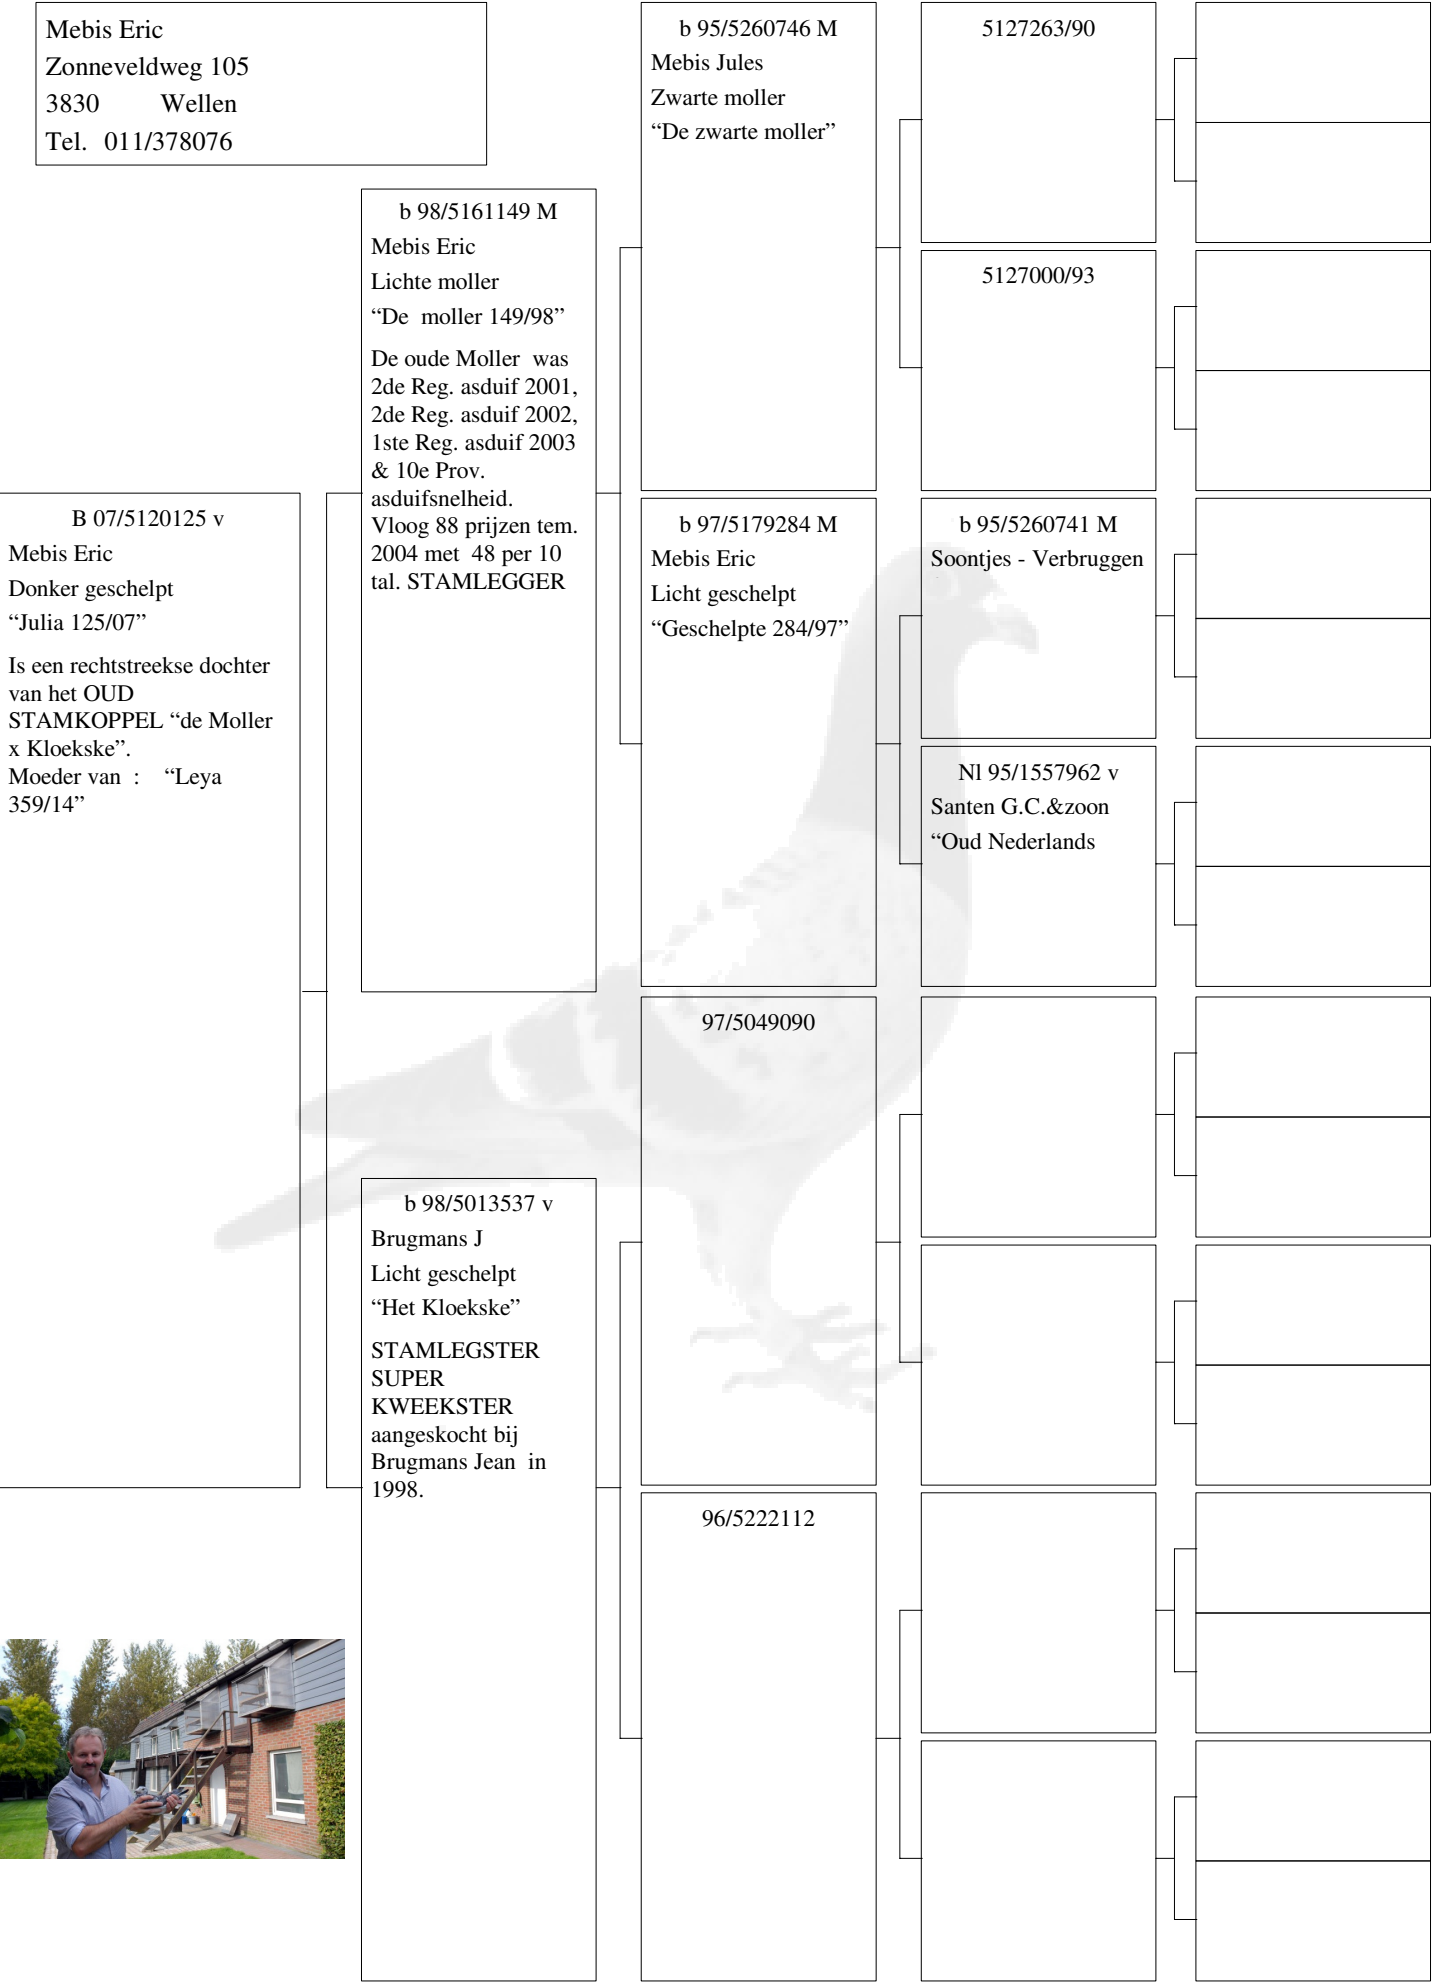 Mebis Eric
Zonneveldweg 105
3830 Wellen
Tel. 011/378076
B 07/5120125 v
Mebis Eric
Donker geschelpt
“Julia 125/07”
Is een rechtstreekse dochter
van het OUD
STAMKOPPEL “de Moller
x Kloekske”.
Moeder van : “Leya
359/14”
b 98/5161149 M
Mebis Eric
Lichte moller
“De moller 149/98”
De oude Moller was
2de Reg. asduif 2001,
2de Reg. asduif 2002,
1ste Reg. asduif 2003
& 10e Prov.
asduifsnelheid.
Vloog 88 prijzen tem.
2004 met 48 per 10
tal. STAMLEGGER
b 98/5013537 v
Brugmans J
Licht geschelpt
“Het Kloekske”
STAMLEGSTER
SUPER
KWEEKSTER
aangeskocht bij
Brugmans Jean in
1998.
b 95/5260746 M
Mebis Jules
Zwarte moller
“De zwarte moller”
b 97/5179284 M
Mebis Eric
Licht geschelpt
“Geschelpte 284/97”
97/5049090
96/5222112
5127263/90
5127000/93
b 95/5260741 M
Soontjes - Verbruggen
Nl 95/1557962 v
Santen G.C.&zoon
“Oud Nederlands